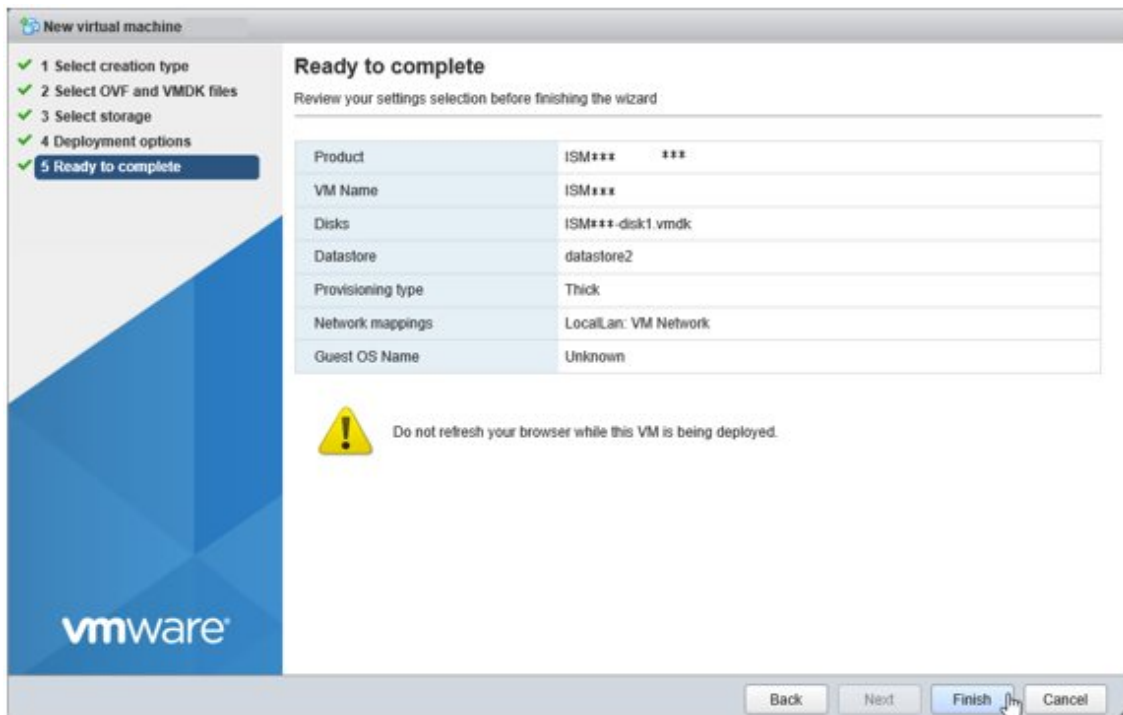 New virtual machine
1 Select creation type
2 Select OVF and VMDK files
3 Select storage
4 Deployment options
5 Ready to complete
vmware®
Ready to complete
Review your settings selection before finishing the wizard
Product ISM*** ***
VM Name ISM***
Disks ISM***-disk1.vmdk
Datastore datastore2
Provisioning type Thick
Network mappings LocalLan: VM Network
Guest OS Name Unknown
Do not refresh your browser while this VM is being deployed.
Back Next Finish Cancel